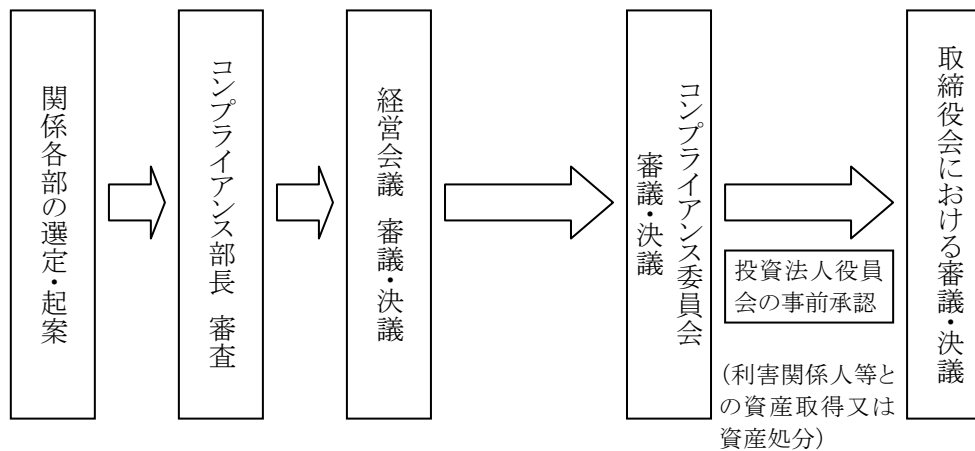 関係各部の選定・起案
コンプライアンス部長 審査
経営会議 審議・決議
コンプライアンス委員会
審議・決議
投資法人役員
会の事前承認
（利害関係人等と
の資産取得又は
資産処分）
取締役会における審議・決議